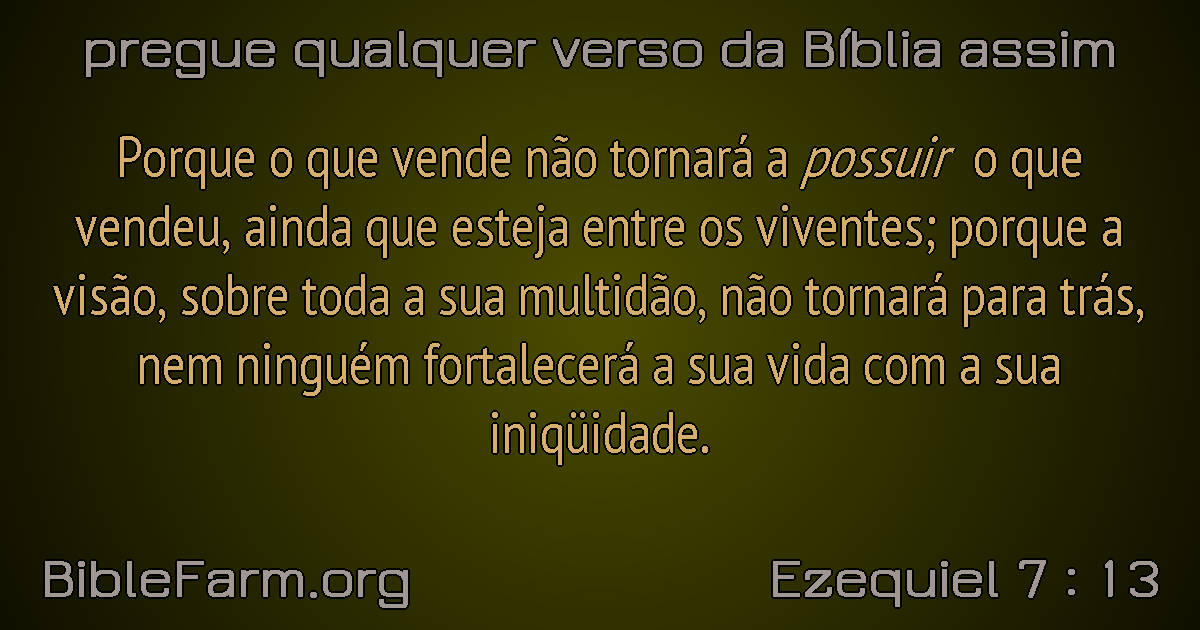 pregue qualquer verso da Bíblia assim
Porque o que vende não tornará a possuir o que
vendeu, ainda que esteja entre os viventes; porque a
visão, sobre toda a sua multidão, não tornará para trás,
nem ninguém fortalecerá a sua vida com a sua
iniqüidade.
BibleFarm.org
Ezequiel 7 : 13